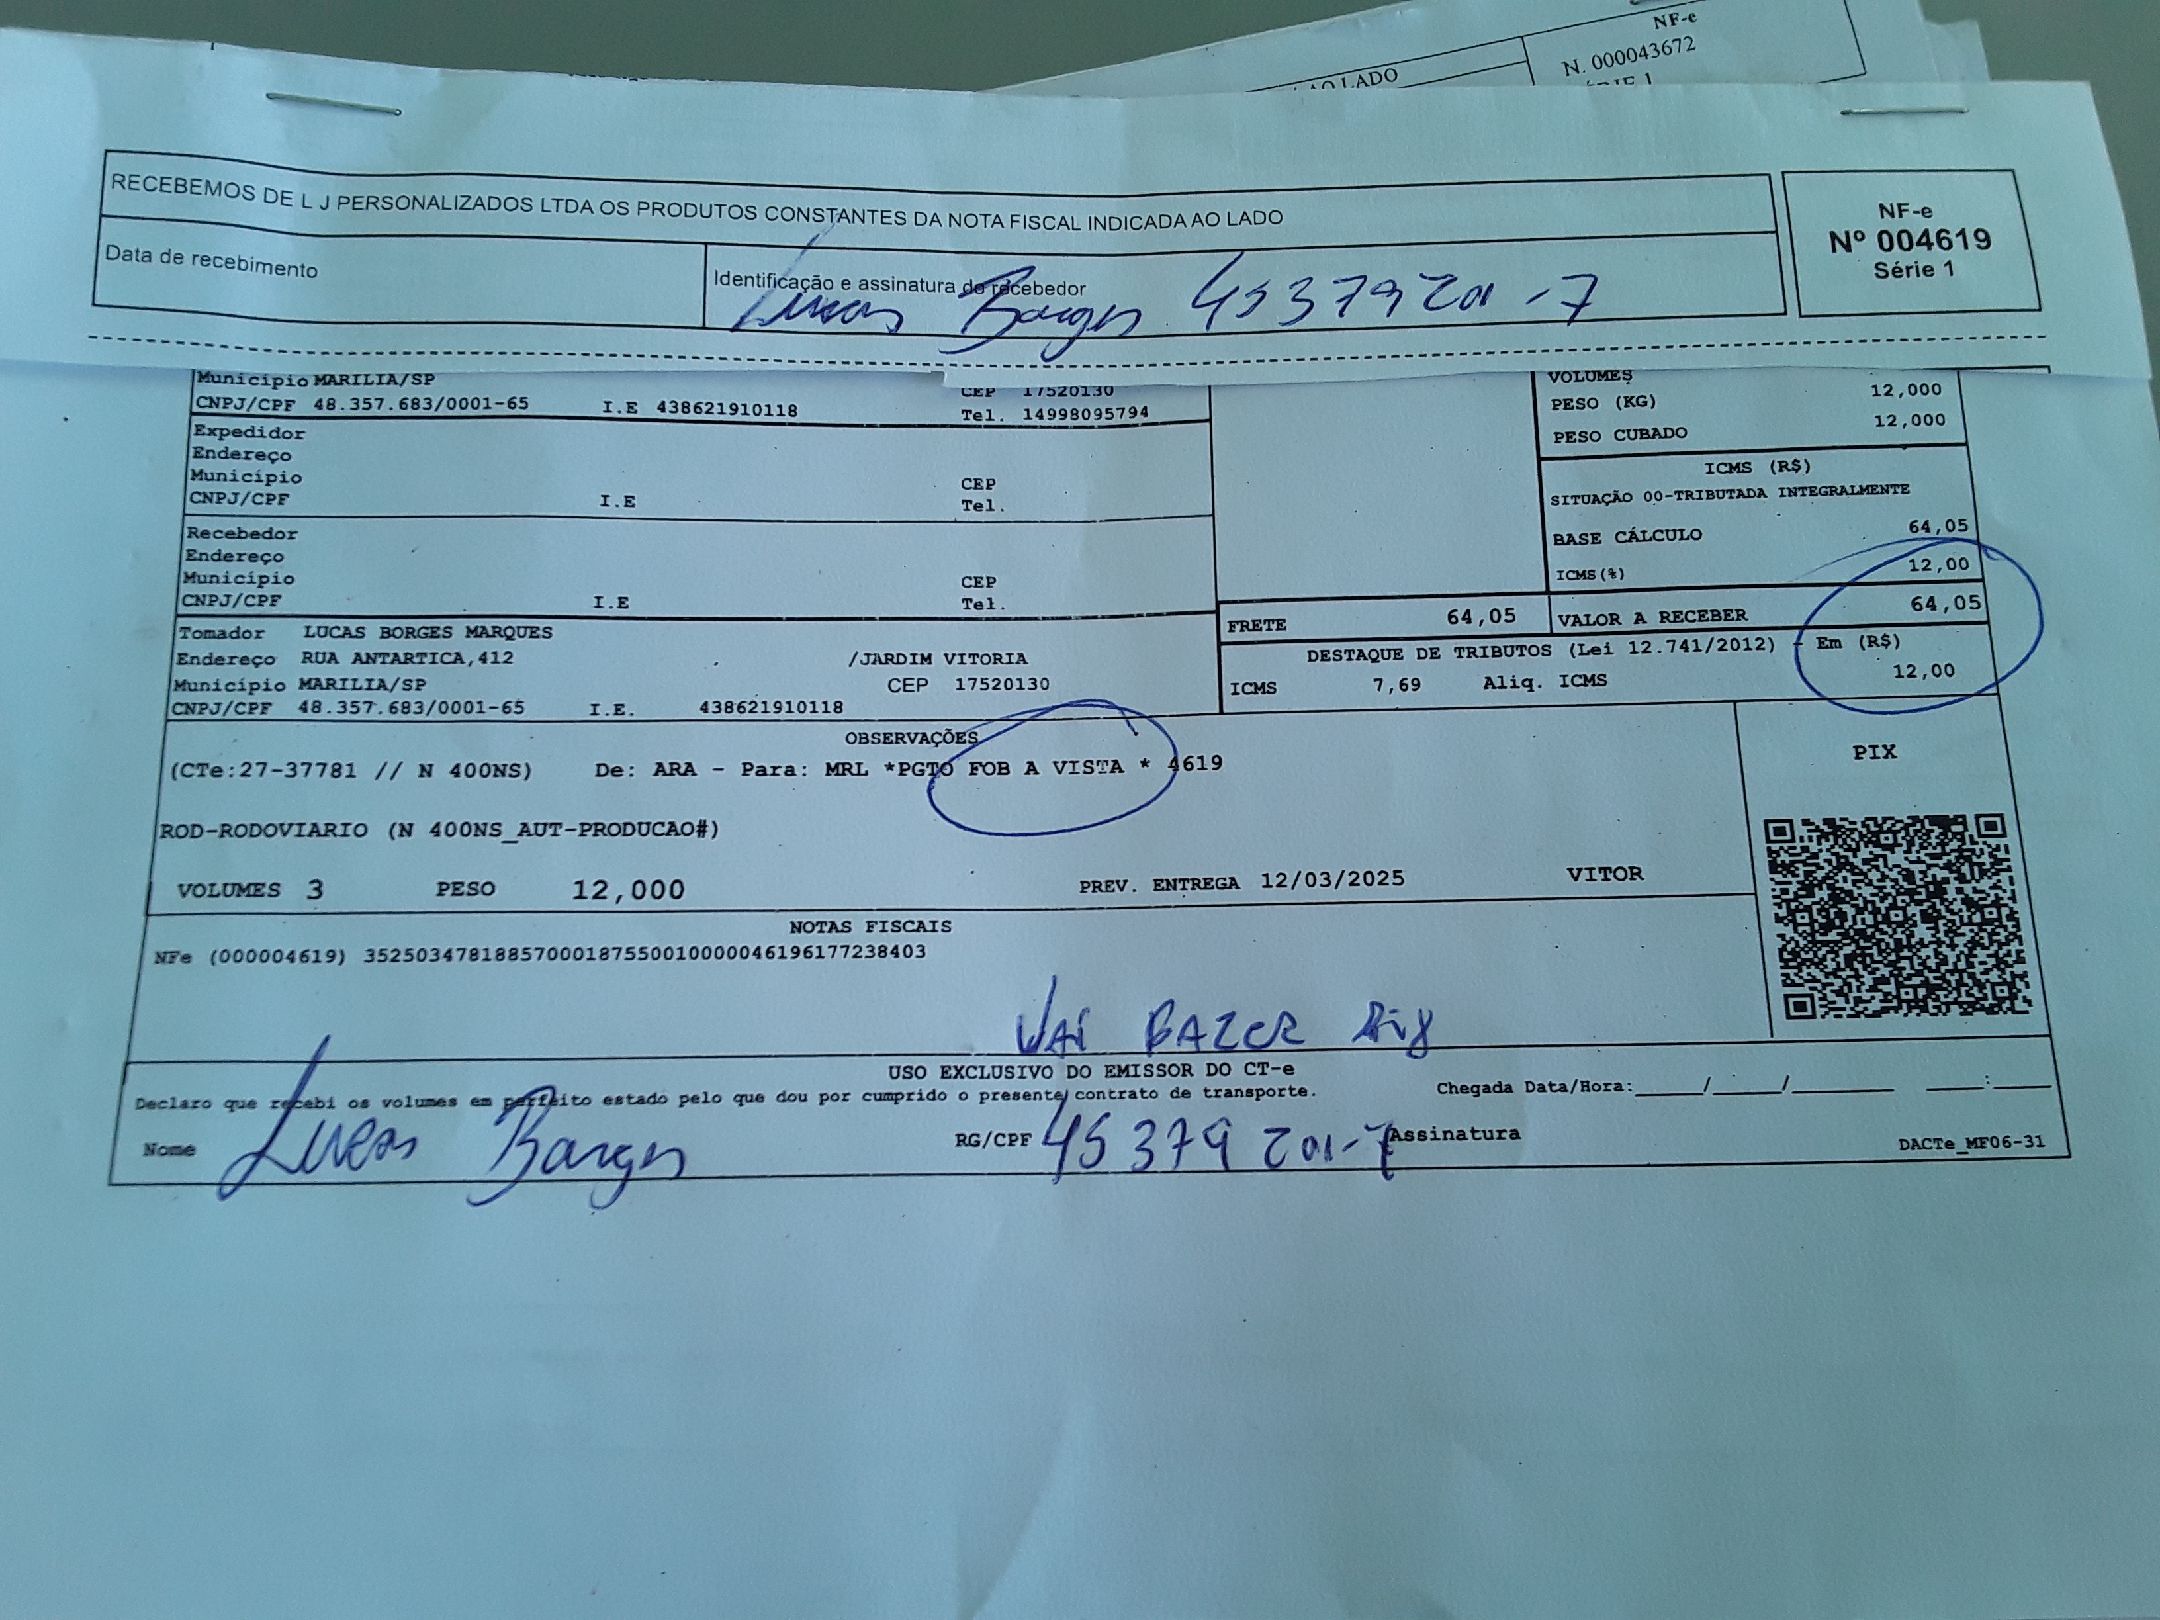 NF-e
N. 000043672
AO LADO
RECEBEMOS DE L J PERSONALIZADOS LTDA OS PRODUTOS CONSTANTES DA NOTA FISCAL INDICADA AO LADO
Data de recebimento
Identificação e assinatura do recebedor
Lucas Borges 45379201-7
NF-e
Nº 004619
Série 1
Município MARILIA/SP CEP 17520130
CNPJ/CPF 48.357.683/0001-65 I.E 438621910118 Tel. 14998095794
Expedidor
Endereço
Município CEP
CNPJ/CPF I.E Tel.
Recebedor
Endereço
Município CEP
CNPJ/CPF I.E Tel.
Tomador LUCAS BORGES MARQUES
Endereço RUA ANTARTICA,412 /JARDIM VITORIA
Município MARILIA/SP CEP 17520130
CNPJ/CPF 48.357.683/0001-65 I.E. 438621910118
VOLUMES
PESO (KG) 12,000
PESO CUBADO 12,000
ICMS (R$)
SITUAÇÃO 00-TRIBUTADA INTEGRALMENTE
BASE CÁLCULO 64,05
ICMS(%) 12,00
FRETE 64,05 VALOR A RECEBER 64,05
DESTAQUE DE TRIBUTOS (Lei 12.741/2012) - Em (R$)
ICMS 7,69 Aliq. ICMS 12,00
OBSERVAÇÕES
(CTe:27-37781 // N 400NS) De: ARA - Para: MRL *PGTO FOB A VISTA * 4619
ROD-RODOVIARIO (N 400NS_AUT-PRODUCAO#)
VOLUMES 3 PESO 12,000 PREV. ENTREGA 12/03/2025 VITOR
PIX
NOTAS FISCAIS
NFe (000004619) 35250347818857000187550010000046196177238403
VAI
USO EXCLUSIVO DO EMISSOR DO CT-e
Declaro que recebi os volumes em perfeito estado pelo que dou por cumprido o presente contrato de transporte.
Chegada Data/Hora:____/____/______ ____:____
Nome Lucas Borges RG/CPF 45379201-7 Assinatura
DACTe_MF06-31